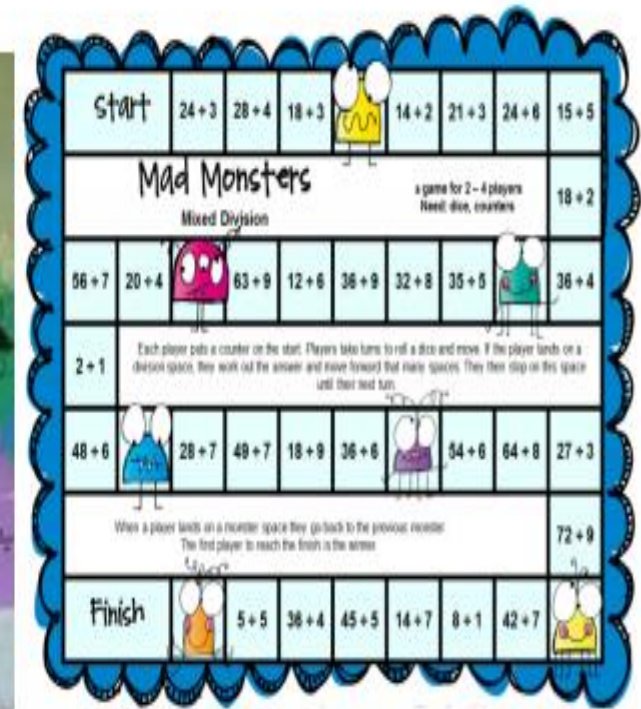 start 24÷3 28÷4 18÷3 14÷2 21÷3 24÷6 15÷5
Mad Monsters
Mixed Division
a game for 2 – 4 players
Need: dice, counters
18÷2
56÷7 20÷4 63÷9 12÷6 36÷9 32÷8 35÷5 36÷4
2÷1
Each player puts a counter on the start. Players take turns to roll a dice and move. If the player lands on a
division space, they work out the answer and move forward that many spaces. They then stop on this space
until their next turn.
48÷6 28÷7 49÷7 18÷9 36÷6 54÷6 64÷8 27÷3
When a player lands on a monster space they go back to the previous monster.
The first player to reach the finish is the winner.
72÷9
Finish 5÷5 36÷4 45÷5 14÷7 8÷1 42÷7